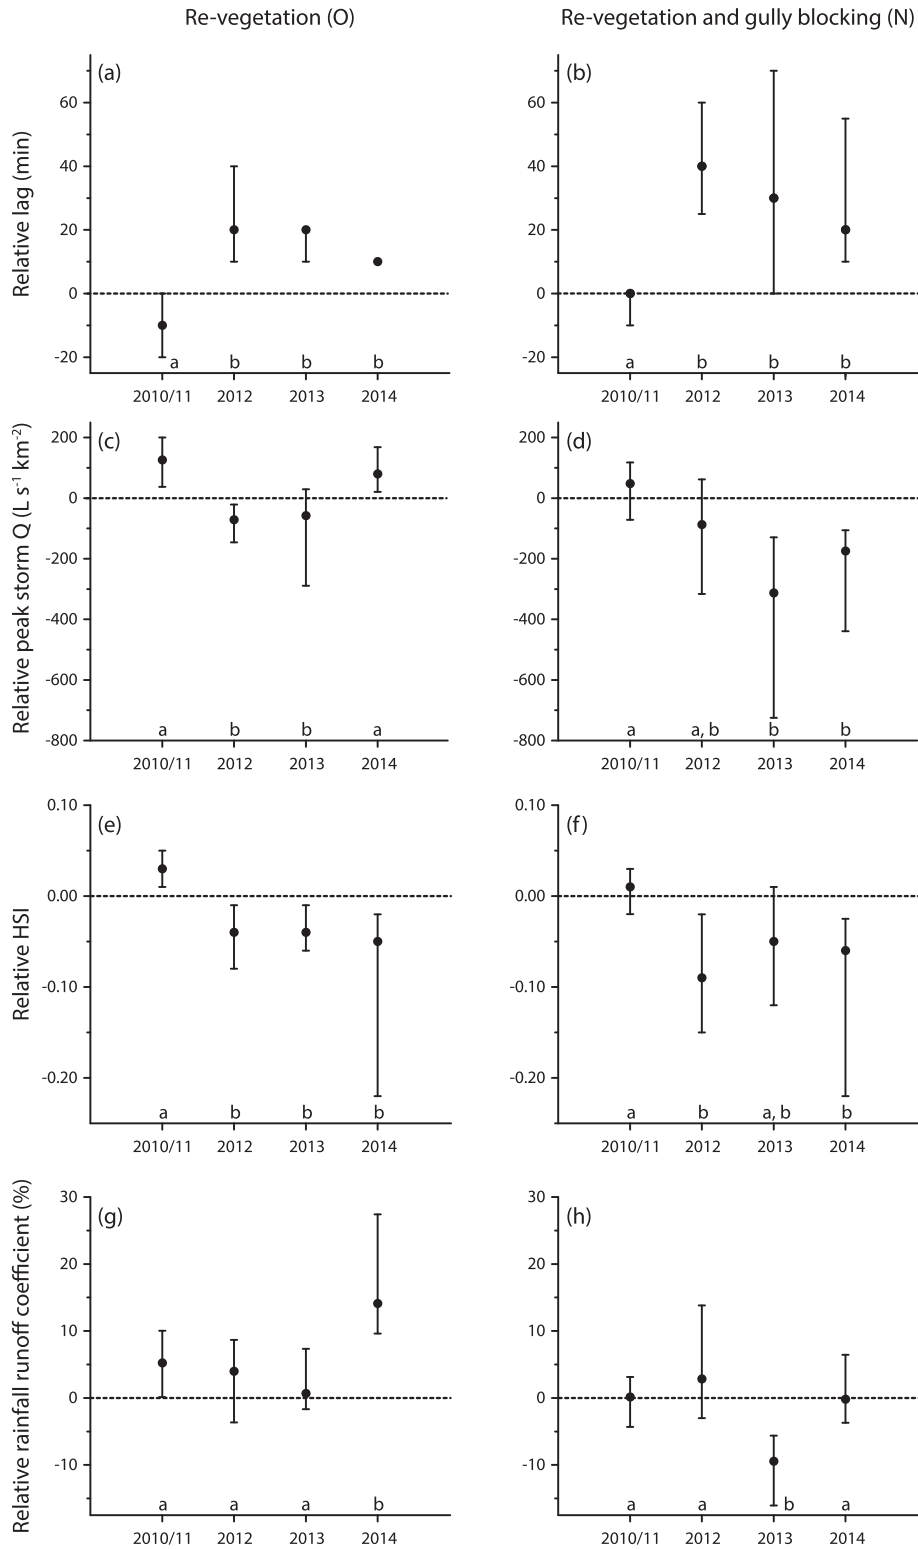 Re-vegetation (O)
Re-vegetation and gully blocking (N)
Relative lag (min)
(a)
60
40
20
0
-20
a b b b
2010/11 2012 2013 2014
(b)
60
40
20
0
-20
a b b b
2010/11 2012 2013 2014
Relative peak storm Q (L s⁻¹ km⁻²)
(c)
200
0
-200
-400
-600
-800
a b b a
2010/11 2012 2013 2014
(d)
200
0
-200
-400
-600
-800
a a, b b b
2010/11 2012 2013 2014
Relative HSI
(e)
0.10
0.00
-0.10
-0.20
a b b b
2010/11 2012 2013 2014
(f)
0.10
0.00
-0.10
-0.20
a b a, b b
2010/11 2012 2013 2014
Relative rainfall runoff coefficient (%)
(g)
30
20
10
0
-10
a a a b
2010/11 2012 2013 2014
(h)
30
20
10
0
-10
a a b a
2010/11 2012 2013 2014